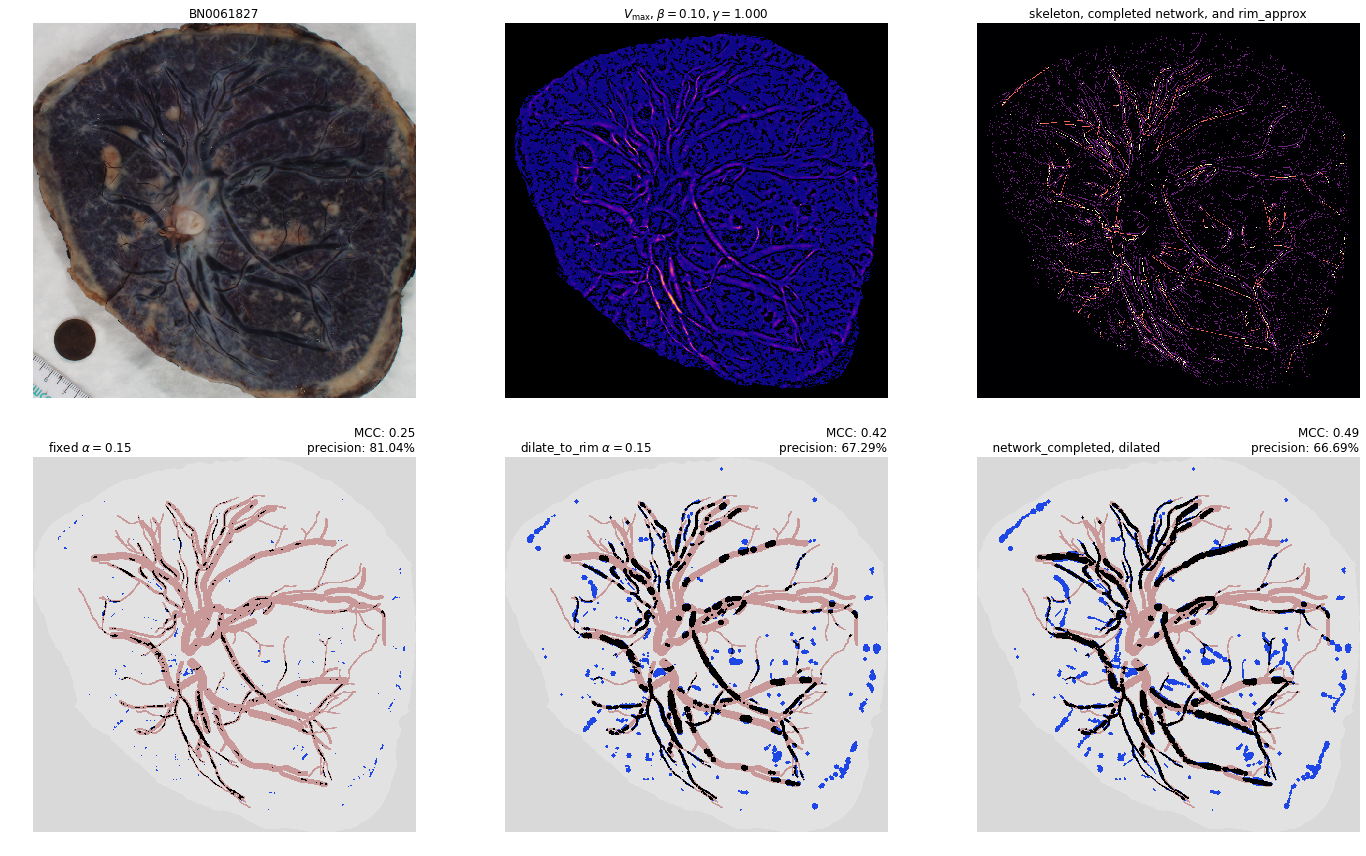 BN0061827
V_max, β = 0.10, γ = 1.000
skeleton, completed network, and rim_approx
MCC: 0.25
fixed α = 0.15 precision: 81.04%
MCC: 0.42
dilate_to_rim α = 0.15 precision: 67.29%
MCC: 0.49
network_completed, dilated precision: 66.69%